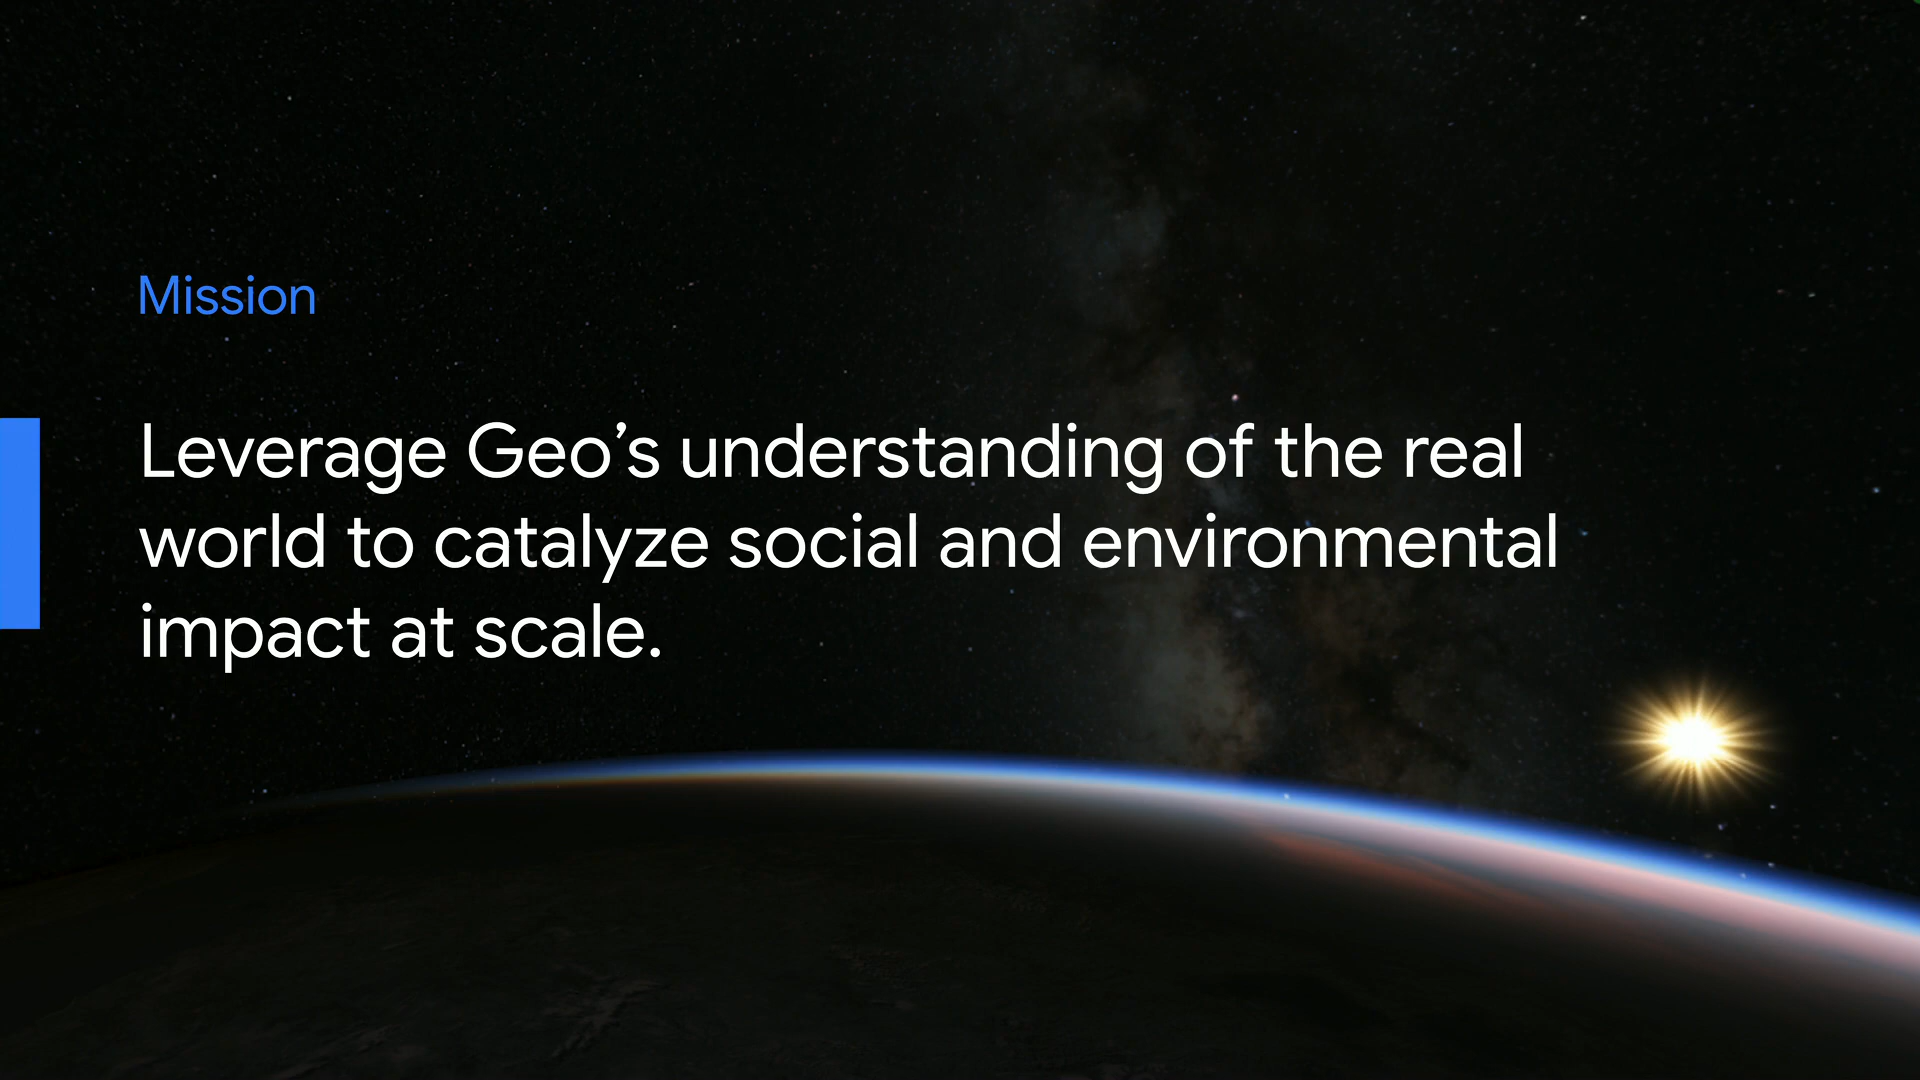 Mission
Leverage Geo’s understanding of the real
world to catalyze social and environmental
impact at scale.